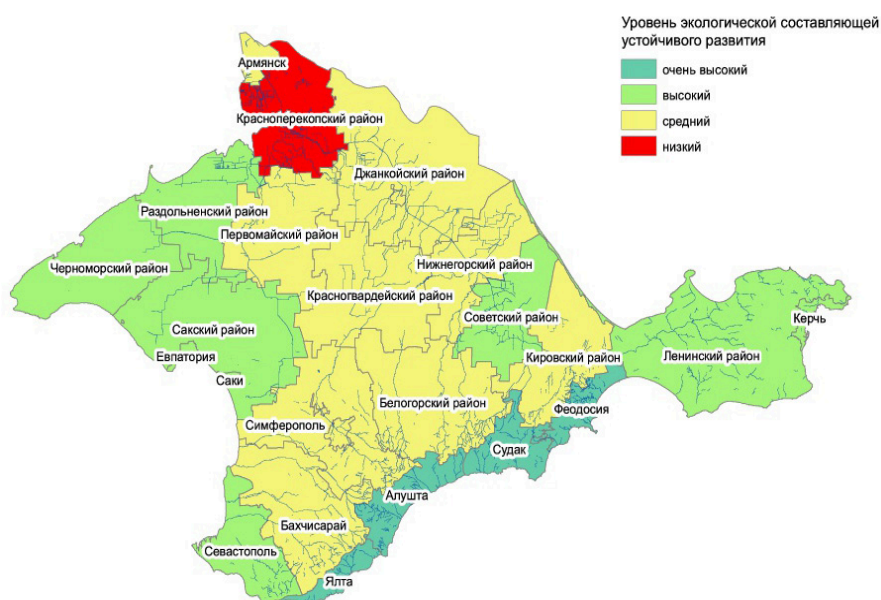 Уровень экологической составляющей
устойчивого развития
очень высокий
высокий
средний
низкий
Армянск
Красноперекопский район
Джанкойский район
Раздольненский район
Первомайский район
Черноморский район
Нижнегорский район
Красногвардейский район
Советский район
Сакский район
Керчь
Евпатория
Кировский район
Ленинский район
Саки
Белогорский район
Феодосия
Симферополь
Судак
Алушта
Бахчисарай
Севастополь
Ялта